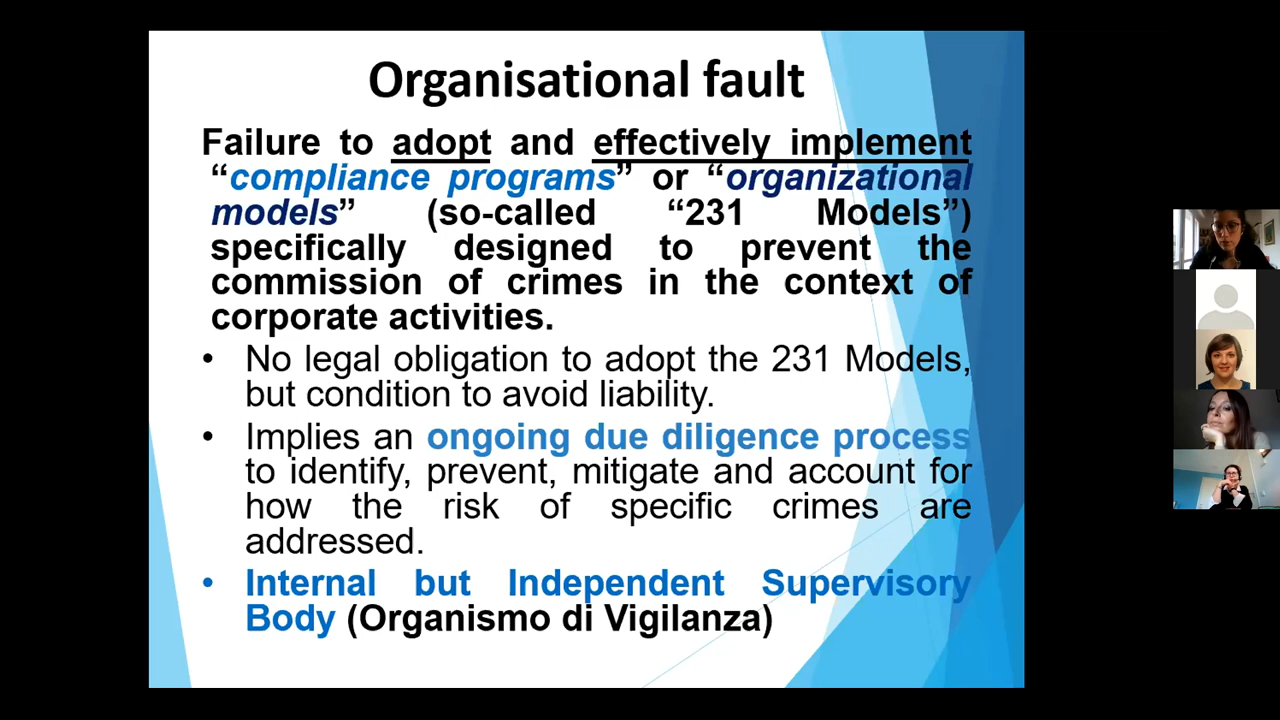 Organisational fault
Failure to adopt and effectively implement
“compliance programs” or “organizational
models” (so-called “231 Models”)
specifically designed to prevent the
commission of crimes in the context of
corporate activities.
• No legal obligation to adopt the 231 Models,
but condition to avoid liability.
• Implies an ongoing due diligence process
to identify, prevent, mitigate and account for
how the risk of specific crimes are
addressed.
• Internal but Independent Supervisory
Body (Organismo di Vigilanza)